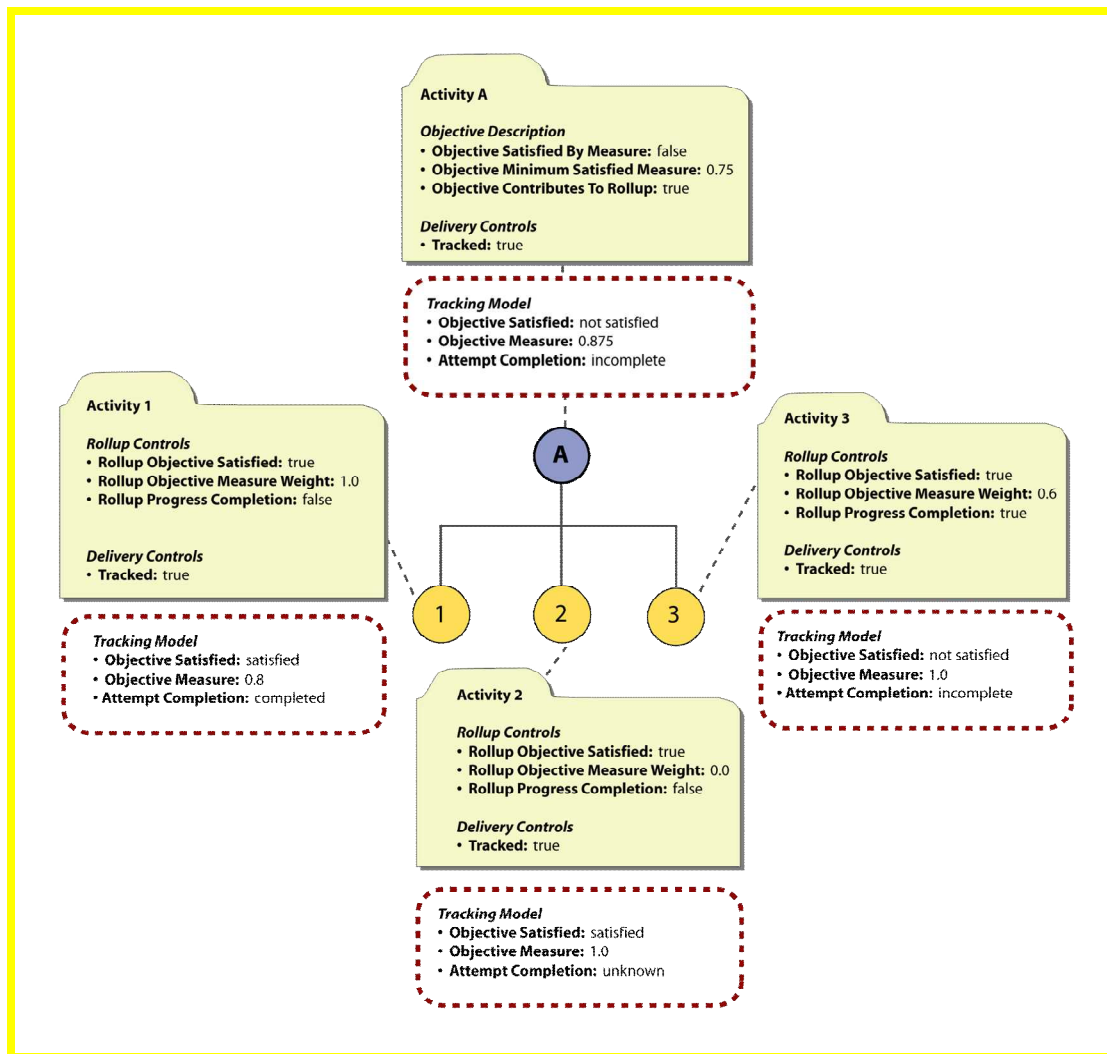 Activity A
Objective Description
• Objective Satisfied By Measure: false
• Objective Minimum Satisfied Measure: 0.75
• Objective Contributes To Rollup: true
Delivery Controls
• Tracked: true
Tracking Model
• Objective Satisfied: not satisfied
• Objective Measure: 0.875
• Attempt Completion: incomplete
Activity 1
Rollup Controls
• Rollup Objective Satisfied: true
• Rollup Objective Measure Weight: 1.0
• Rollup Progress Completion: false
Delivery Controls
• Tracked: true
Tracking Model
• Objective Satisfied: satisfied
• Objective Measure: 0.8
• Attempt Completion: completed
A
1
2
3
Activity 3
Rollup Controls
• Rollup Objective Satisfied: true
• Rollup Objective Measure Weight: 0.6
• Rollup Progress Completion: true
Delivery Controls
• Tracked: true
Tracking Model
• Objective Satisfied: not satisfied
• Objective Measure: 1.0
• Attempt Completion: incomplete
Activity 2
Rollup Controls
• Rollup Objective Satisfied: true
• Rollup Objective Measure Weight: 0.0
• Rollup Progress Completion: false
Delivery Controls
• Tracked: true
Tracking Model
• Objective Satisfied: satisfied
• Objective Measure: 1.0
• Attempt Completion: unknown